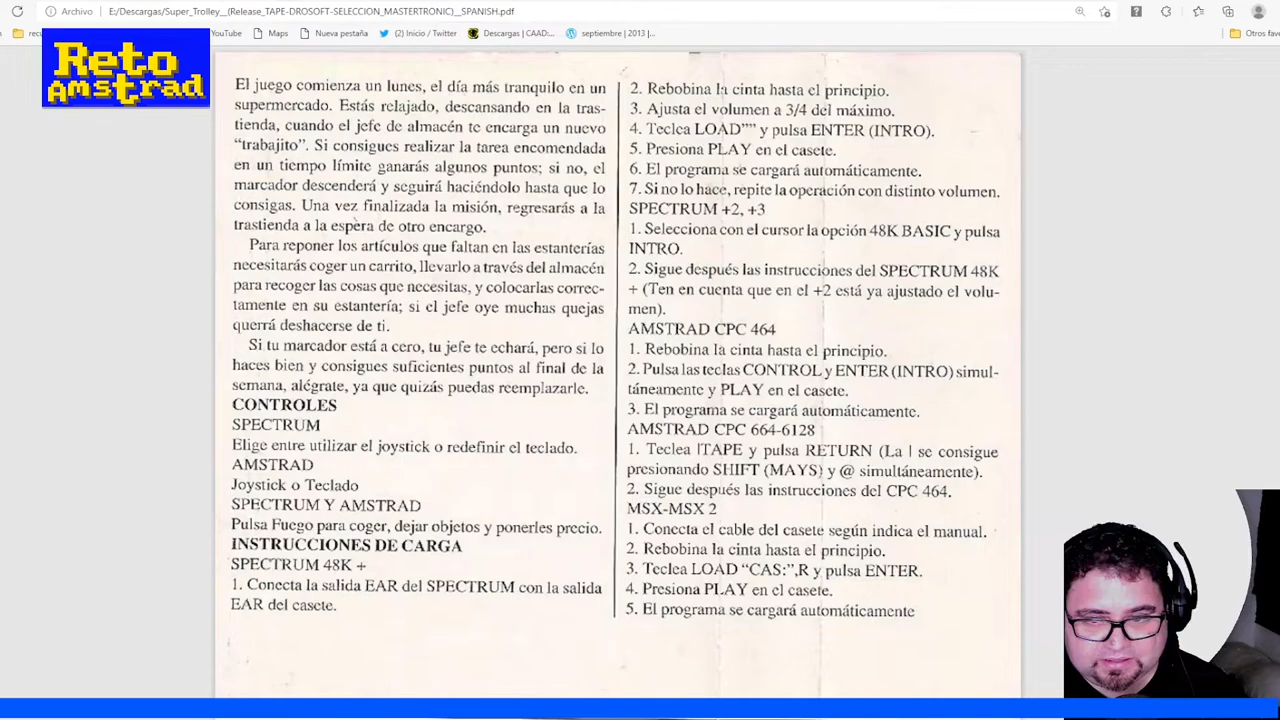 Archivo
E:/Descargas/Super_Trolley__(Release_TAPE-DROSOFT-SELECCION_MASTERTRONIC)__SPANISH.pdf
YouTube
Maps
Nueva pestaña
(2) Inicio / Twitter
Descargas | CAAD:...
septiembre | 2013 |...
Otros fav
Reto
Amstrad
El juego comienza un lunes, el día más tranquilo en un
supermercado. Estás relajado, descansando en la tras-
tienda, cuando el jefe de almacén te encarga un nuevo
“trabajito”. Si consigues realizar la tarea encomendada
en un tiempo límite ganarás algunos puntos; si no, el
marcador descenderá y seguirá haciéndolo hasta que lo
consigas. Una vez finalizada la misión, regresarás a la
trastienda a la espera de otro encargo.
Para reponer los artículos que faltan en las estanterías
necesitarás coger un carrito, llevarlo a través del almacén
para recoger las cosas que necesitas, y colocarlas correc-
tamente en su estantería; si el jefe oye muchas quejas
querrá deshacerse de ti.
Si tu marcador está a cero, tu jefe te echará, pero si lo
haces bien y consigues suficientes puntos al final de la
semana, alégrate, ya que quizás puedas reemplazarle.
CONTROLES
SPECTRUM
Elige entre utilizar el joystick o redefinir el teclado.
AMSTRAD
Joystick o Teclado
SPECTRUM Y AMSTRAD
Pulsa Fuego para coger, dejar objetos y ponerles precio.
INSTRUCCIONES DE CARGA
SPECTRUM 48K +
1. Conecta la salida EAR del SPECTRUM con la salida
EAR del casete.
2. Rebobina la cinta hasta el principio.
3. Ajusta el volumen a 3/4 del máximo.
4. Teclea LOAD”” y pulsa ENTER (INTRO).
5. Presiona PLAY en el casete.
6. El programa se cargará automáticamente.
7. Si no lo hace, repite la operación con distinto volumen.
SPECTRUM +2, +3
1. Selecciona con el cursor la opción 48K BASIC y pulsa
INTRO.
2. Sigue después las instrucciones del SPECTRUM 48K
+ (Ten en cuenta que en el +2 está ya ajustado el volu-
men).
AMSTRAD CPC 464
1. Rebobina la cinta hasta el principio.
2. Pulsa las teclas CONTROL y ENTER (INTRO) simul-
táneamente y PLAY en el casete.
3. El programa se cargará automáticamente.
AMSTRAD CPC 664-6128
1. Teclea |TAPE y pulsa RETURN (La | se consigue
presionando SHIFT (MAYS) y @ simultáneamente).
2. Sigue después las instrucciones del CPC 464.
MSX-MSX 2
1. Conecta el cable del casete según indica el manual.
2. Rebobina la cinta hasta el principio.
3. Teclea LOAD “CAS:”,R y pulsa ENTER.
4. Presiona PLAY en el casete.
5. El programa se cargará automáticamente